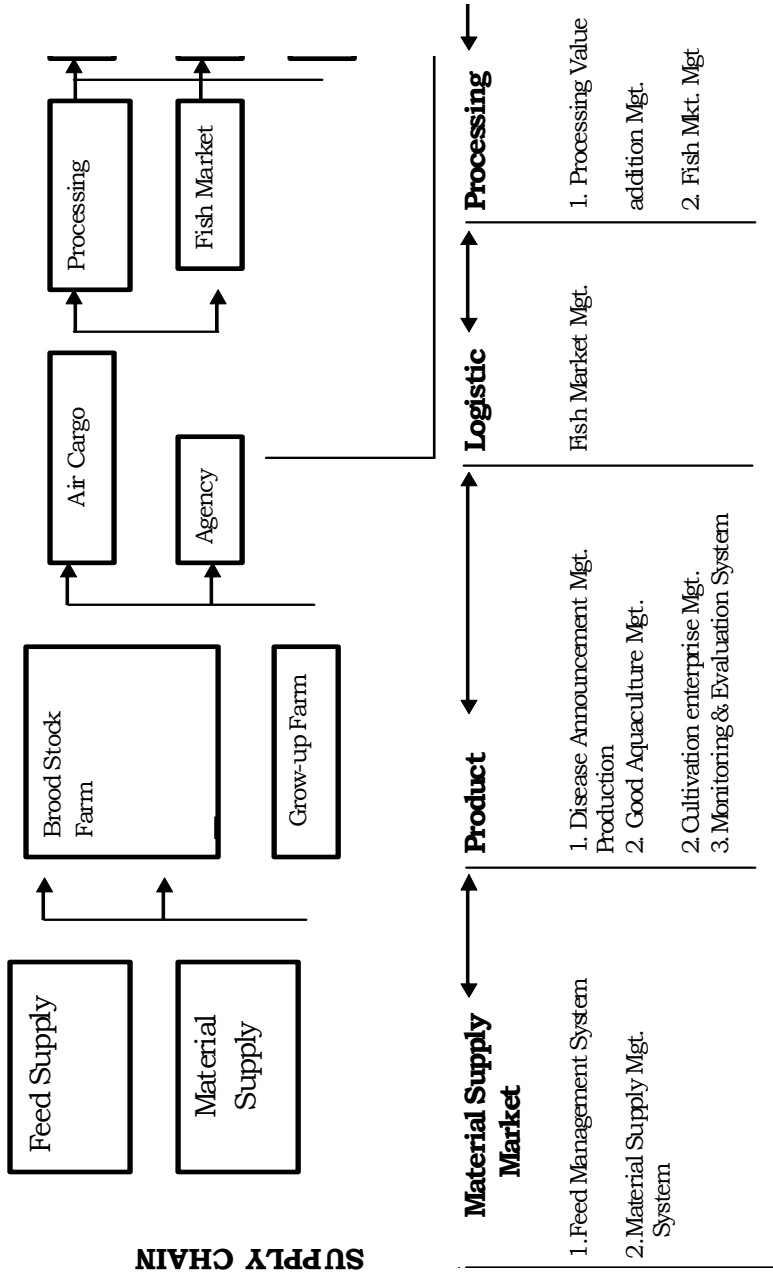 SUPPLY CHAIN
Feed Supply
Material
Supply
Brood Stock
Farm
Grow-up Farm
Air Cargo
Agency
Processing
Fish Market
Material Supply
Market
1.Feed Management System
2.Material Supply Mgt.
System
Product
1. Disease Announcement Mgt.
Production
2. Good Aquaculture Mgt.
2. Cultivation enterprise Mgt.
3.Monitoring & Evaluation System
Logistic
Fish Market Mgt.
Processing
1. Processing Value
addition Mgt.
2. Fish Mkt. Mgt